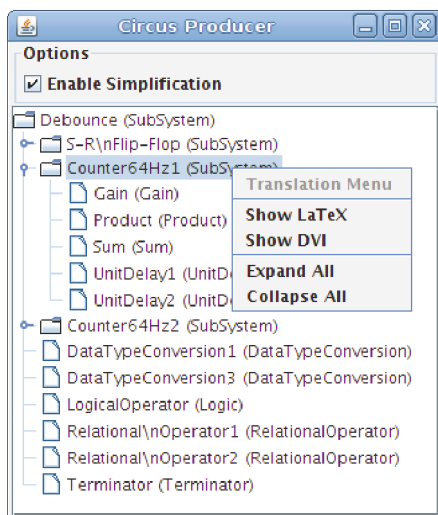 Circus Producer
Options
Enable Simplification
Debounce (SubSystem)
S-R\nFlip-Flop (SubSystem)
Counter64Hz1 (SubSystem)
Translation Menu
Gain (Gain)
Show LaTeX
Product (Product)
Show DVI
Sum (Sum)
Expand All
UnitDelay1 (UnitD
Collapse All
UnitDelay2 (UnitD
Counter64Hz2 (SubSystem)
DataTypeConversion1 (DataTypeConversion)
DataTypeConversion3 (DataTypeConversion)
LogicalOperator (Logic)
Relational\nOperator1 (RelationalOperator)
Relational\nOperator2 (RelationalOperator)
Terminator (Terminator)